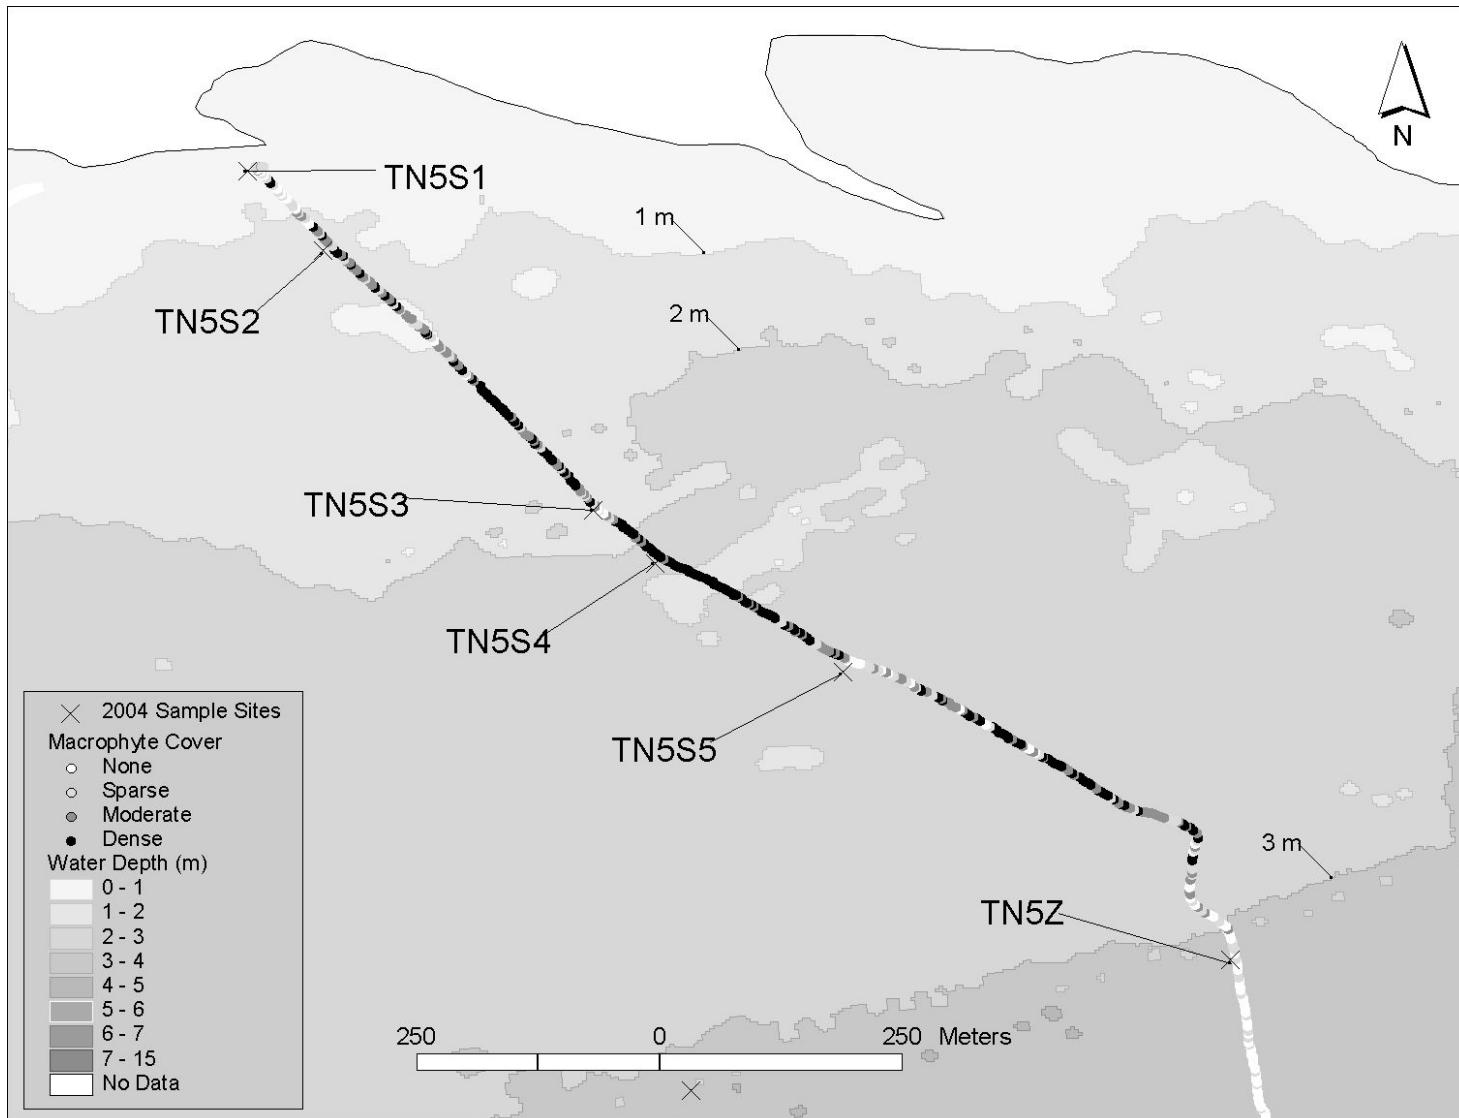 N
TN5S1
1 m
TN5S2
2 m
TN5S3
TN5S4
TN5S5
3 m
TN5Z
2004 Sample Sites
Macrophyte Cover
None
Sparse
Moderate
Dense
Water Depth (m)
0 - 1
1 - 2
2 - 3
3 - 4
4 - 5
5 - 6
6 - 7
7 - 15
No Data
250 0 250 Meters